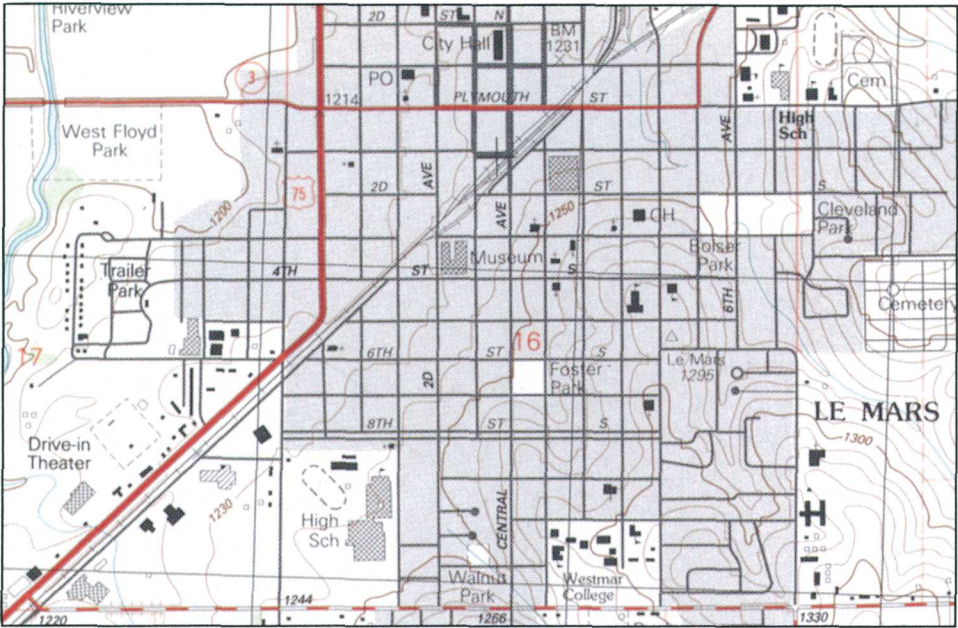 Riverview
Park
2D
ST
N
City Hall
BM
1231
3
PO
1214
PLYMOUTH
ST
Cem
High
Sch
AVE
West Floyd
Park
AVE
75
2D
ST
S
1200
AVE
1250
CH
Cleveland
Park
Museum
Bolser
Park
Trailer
Park
4TH
ST
S
6TH
Cemetery
17
16
6TH
ST
S
Le Mars
1295
2D
Foster
Park
8TH
ST
S
LE MARS
1300
Drive-in
Theater
1230
High
Sch
CENTRAL
Walnut
Park
Westmar
College
1220
1244
1266
1330